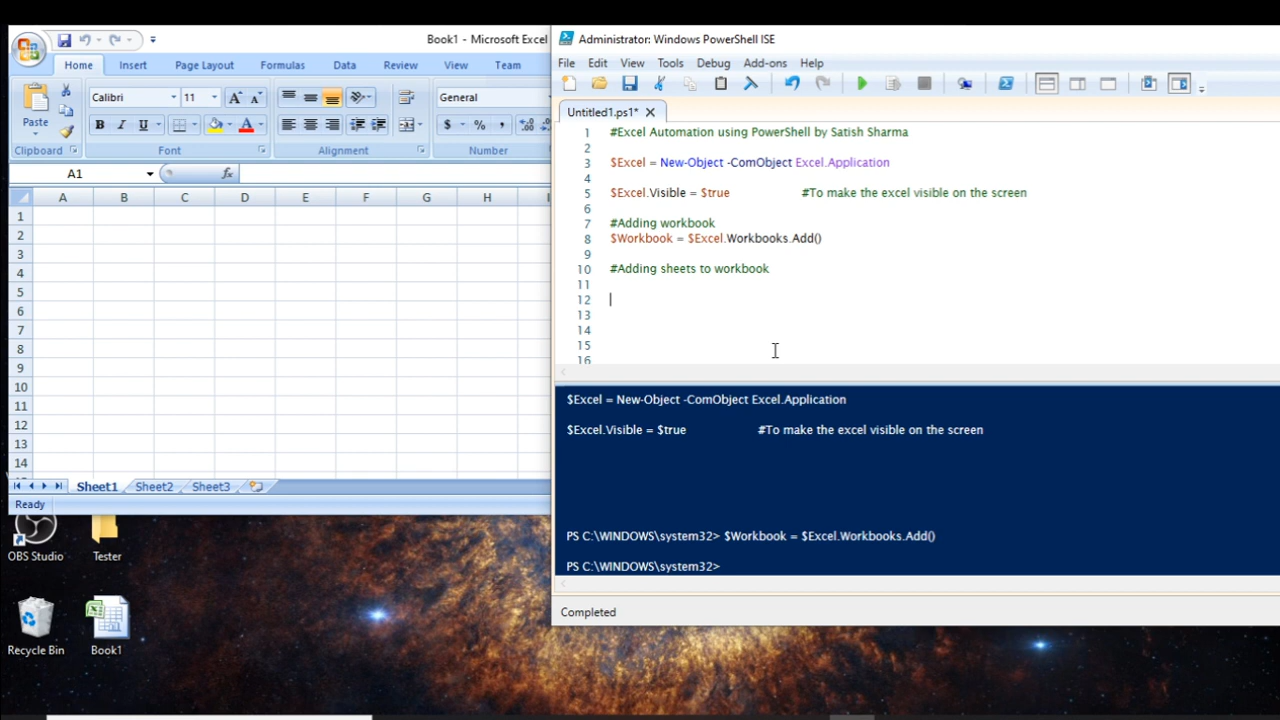 Book1 - Microsoft Excel
Home Insert Page Layout Formulas Data Review View Team
Paste
Calibri 11
General
B I U
$ % ,
Clipboard Font Alignment Number
A1 fx
A B C D E F G H I
1
2
3
4
5
6
7
8
9
10
11
12
13
14
Sheet1 Sheet2 Sheet3
Ready
Administrator: Windows PowerShell ISE
File Edit View Tools Debug Add-ons Help
Untitled1.ps1* X
1 #Excel Automation using PowerShell by Satish Sharma
2
3 $Excel = New-Object -ComObject Excel.Application
4
5 $Excel.Visible = $true #To make the excel visible on the screen
6
7 #Adding workbook
8 $Workbook = $Excel.Workbooks.Add()
9
10 #Adding sheets to workbook
11
12
13
14
15
16
$Excel = New-Object -ComObject Excel.Application
$Excel.Visible = $true #To make the excel visible on the screen
PS C:\WINDOWS\system32> $Workbook = $Excel.Workbooks.Add()
PS C:\WINDOWS\system32>
Completed
OBS Studio Tester
Recycle Bin Book1